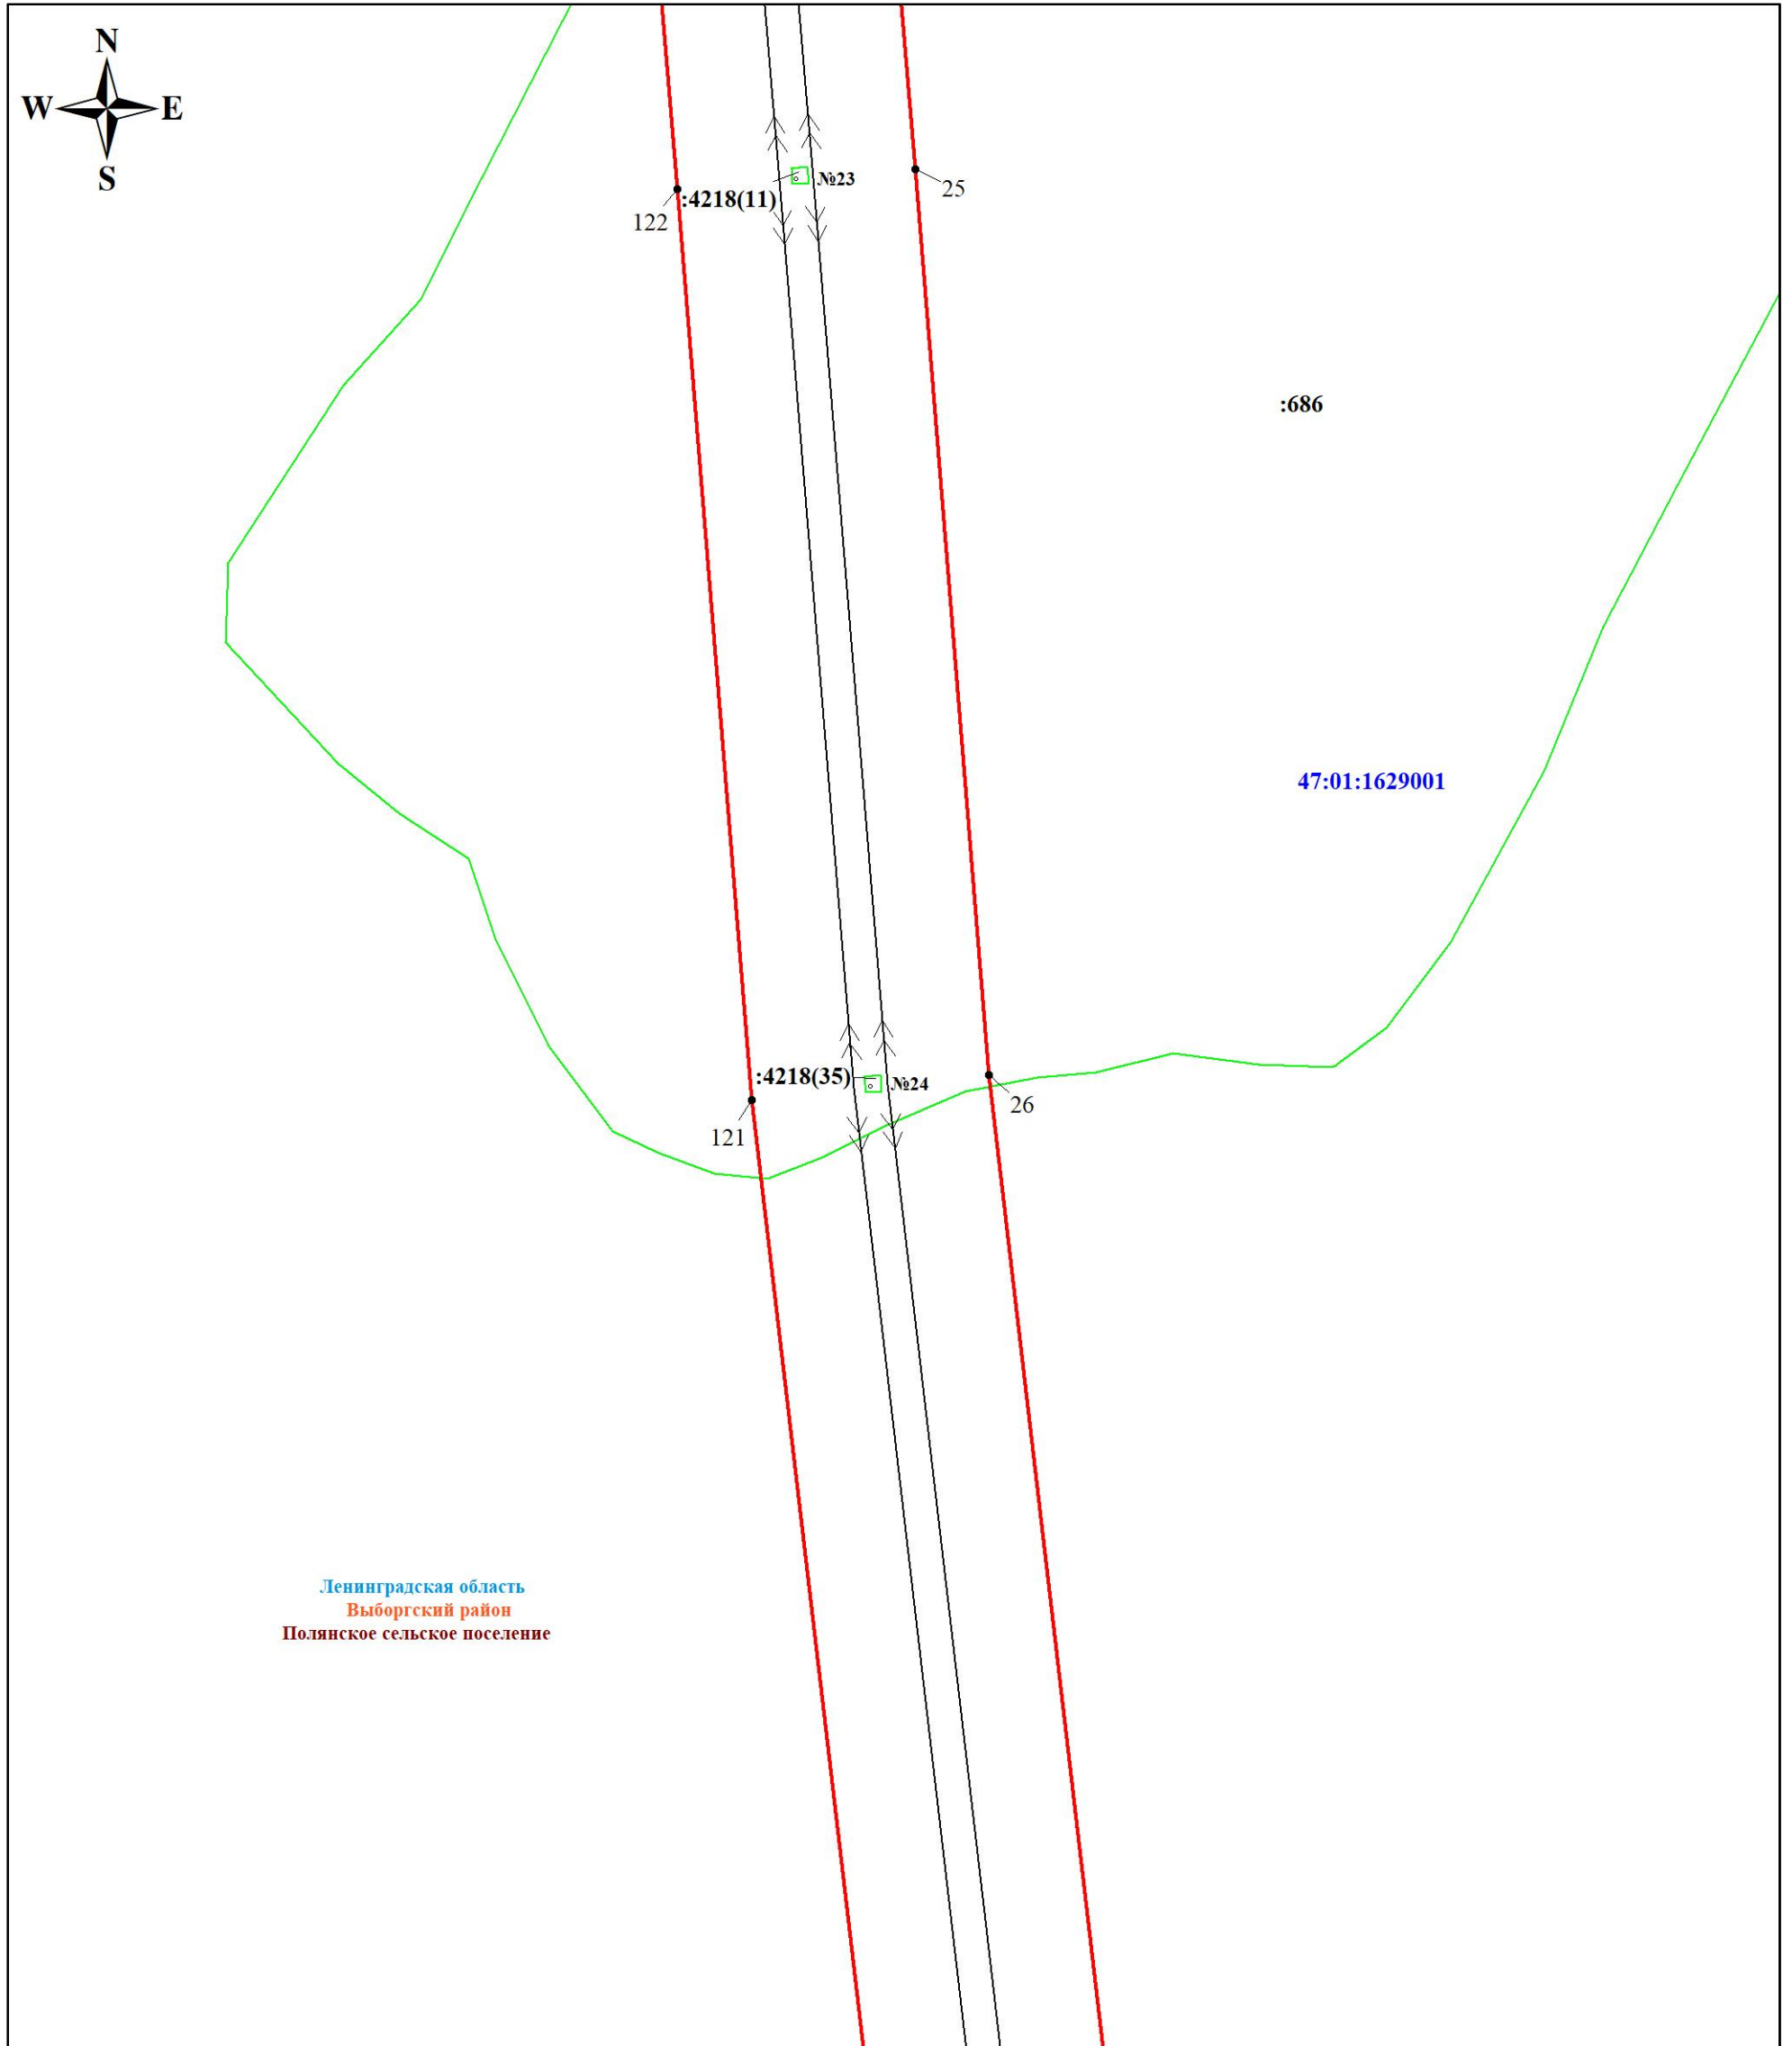 N
W E
S
№23
25
:4218(11)
122
:686
47:01:1629001
:4218(35)
№24
26
121
Ленинградская область
Выборгский район
Полянское сельское поселение